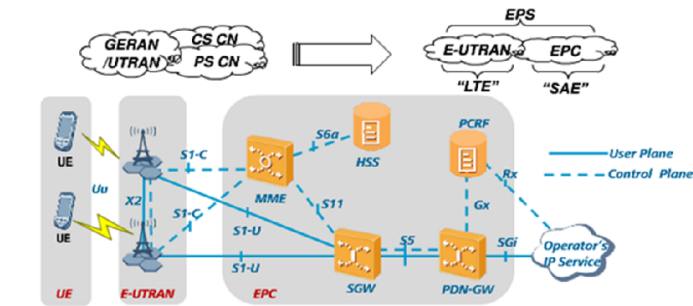 EPS
GERAN
/UTRAN
CS CN
PS CN
E-UTRAN
EPC
"LTE"
"SAE"
UE
Uu
UE
X2
S1-C
S1-C
S1-U
S1-U
MME
S6a
HSS
S11
SGW
S5
PCRF
Gx
Rx
PDN-GW
SGi
Operator's
IP Service
User Plane
Control Plane
UE
E-UTRAN
EPC